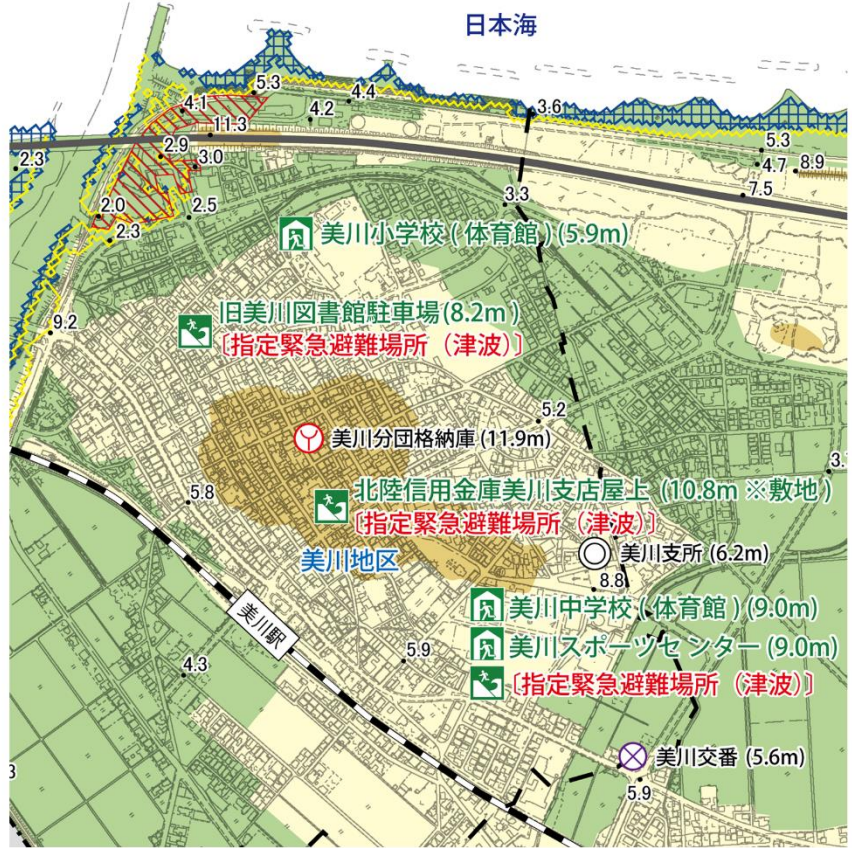 日本海
5.3
4.4
4.1
4.2
3.6
11.3
2.9
3.0
2.3
5.3
4.7
8.9
7.5
2.0
2.5
3.3
2.3
美川小学校 ( 体育館 ) (5.9m)
旧美川図書館駐車場(8.2m )
〔指定緊急避難場所（津波)〕
9.2
5.2
美川分団格納庫 (11.9m)
5.8
北陸信用金庫美川支店屋上 (10.8m ※敷地 )
〔指定緊急避難場所（津波)〕
美川地区
美川支所 (6.2m)
8.8
美川中学校 ( 体育館 ) (9.0m)
美川駅
美川スポーツセンター (9.0m)
5.9
4.3
〔指定緊急避難場所（津波)〕
美川交番 (5.6m)
3
5.9